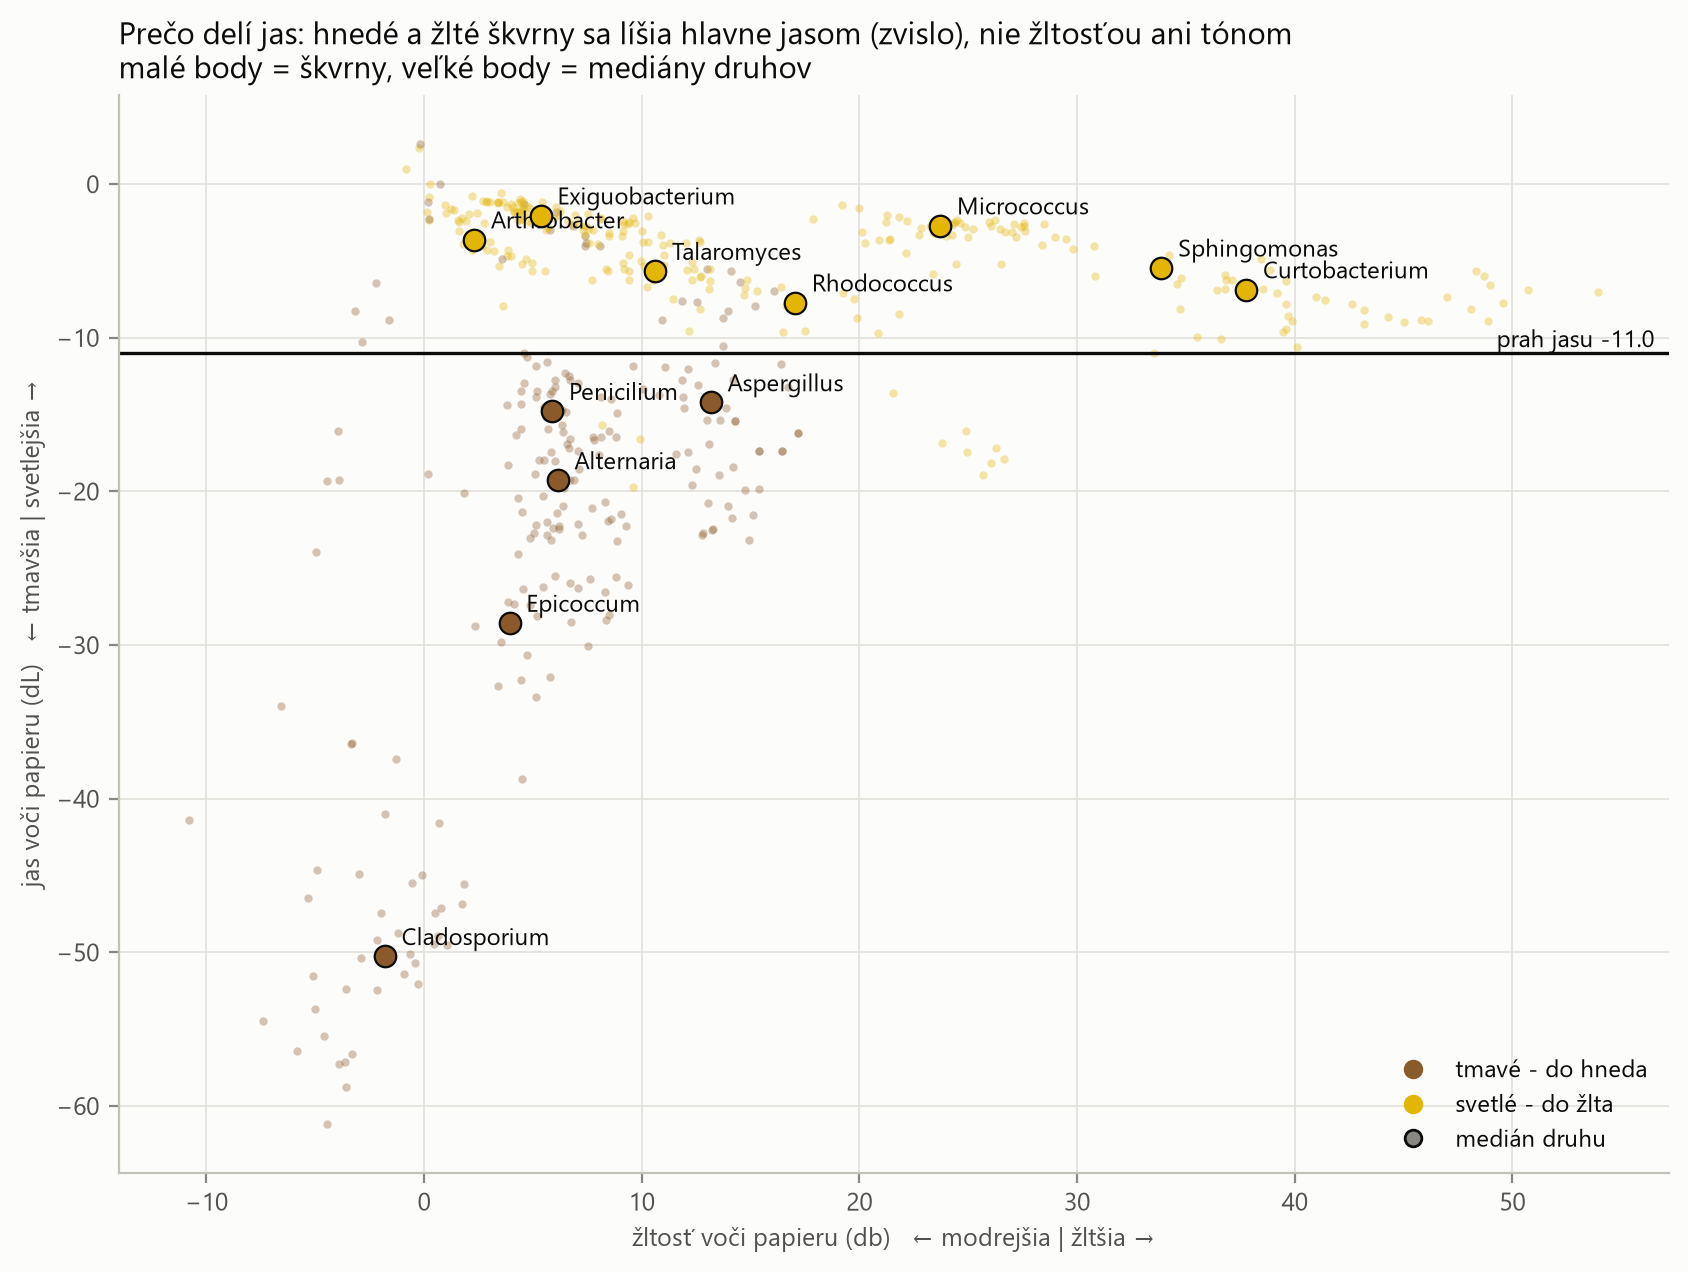 Prečo delí jas: hnedé a žlté škvrny sa líšia hlavne jasom (zvislo), nie žltosťou ani tónom
malé body = škvrny, veľké body = mediány druhov
jas voči papieru (dL)   ← tmavšia | svetlejšia →
0
−10
−20
−30
−40
−50
−60
Exiguobacterium
Arthrobacter
Talaromyces
Rhodococcus
Micrococcus
Sphingomonas
Curtobacterium
prah jasu -11.0
Penicilium
Aspergillus
Alternaria
Epicoccum
Cladosporium
tmavé - do hneda
svetlé - do žlta
medián druhu
−10
0
10
20
30
40
50
žltosť voči papieru (db)   ← modrejšia | žltšia →